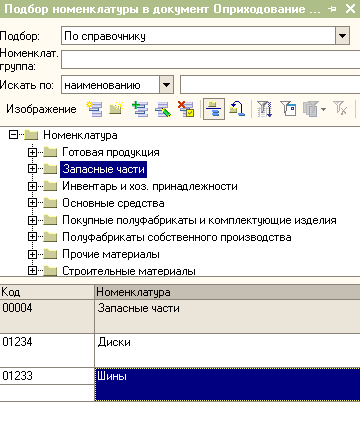 Подбор номенклатуры в документ Оприходование ...
Подбор: По справочнику
Номенклат. группа:
Искать по: наименованию
Изображение
Номенклатура
Готовая продукция
Запасные части
Инвентарь и хоз. принадлежности
Основные средства
Покупные полуфабрикаты и комплектующие изделия
Полуфабрикаты собственного производства
Прочие материалы
Строительные материалы
Код Номенклатура
00004 Запасные части
01234 Диски
01233 Шины